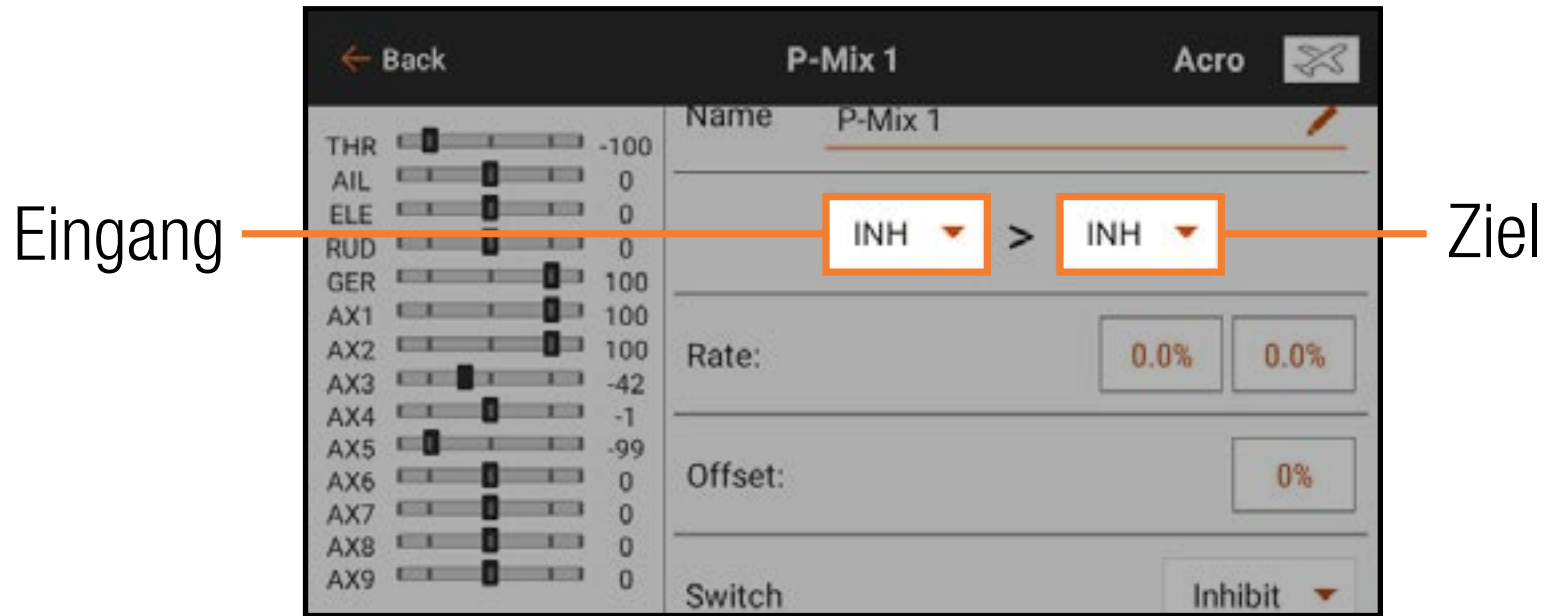 Back P-Mix 1 Acro
Name P-Mix 1
THR -100
AIL 0
ELE 0
RUD 0
GER 100
AX1 100
AX2 100
AX3 -42
AX4 -1
AX5 -99
AX6 0
AX7 0
AX8 0
AX9 0
Eingang
INH > INH
Ziel
Rate: 0.0% 0.0%
Offset: 0%
Switch Inhibit